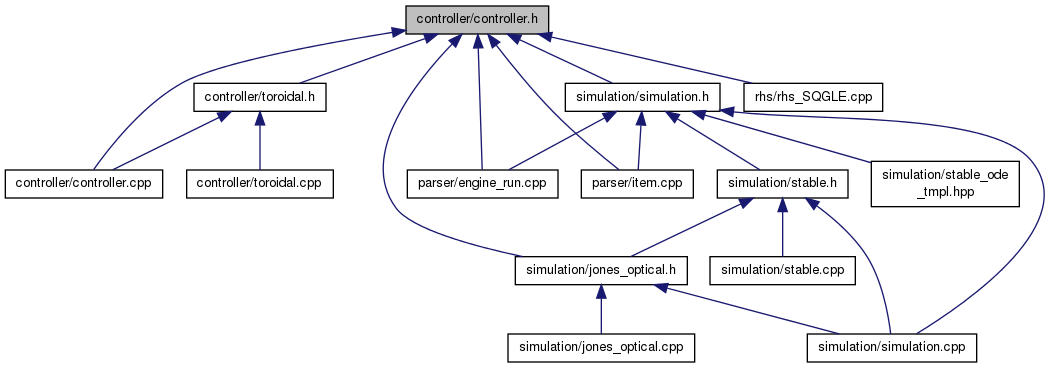 controller/controller.h
controller/toroidal.h
simulation/simulation.h
rhs/rhs_SQGLE.cpp
controller/controller.cpp
controller/toroidal.cpp
parser/engine_run.cpp
parser/item.cpp
simulation/stable.h
simulation/stable_ode
_tmpl.hpp
simulation/jones_optical.h
simulation/stable.cpp
simulation/jones_optical.cpp
simulation/simulation.cpp